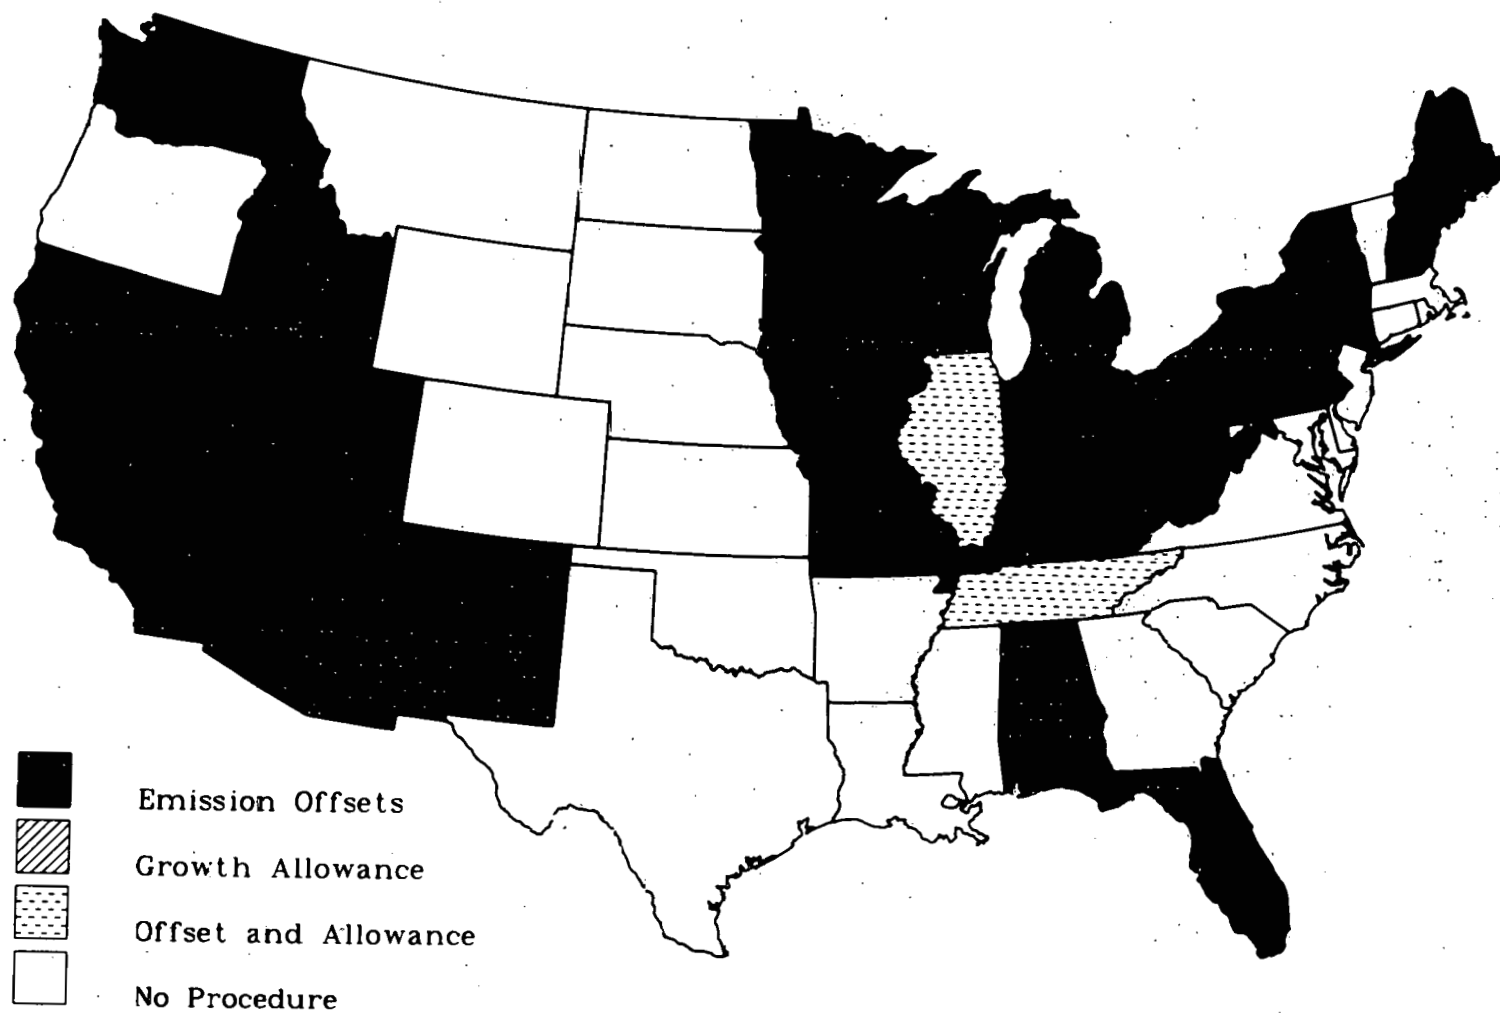 Emission Offsets
Growth Allowance
Offset and Allowance
No Procedure